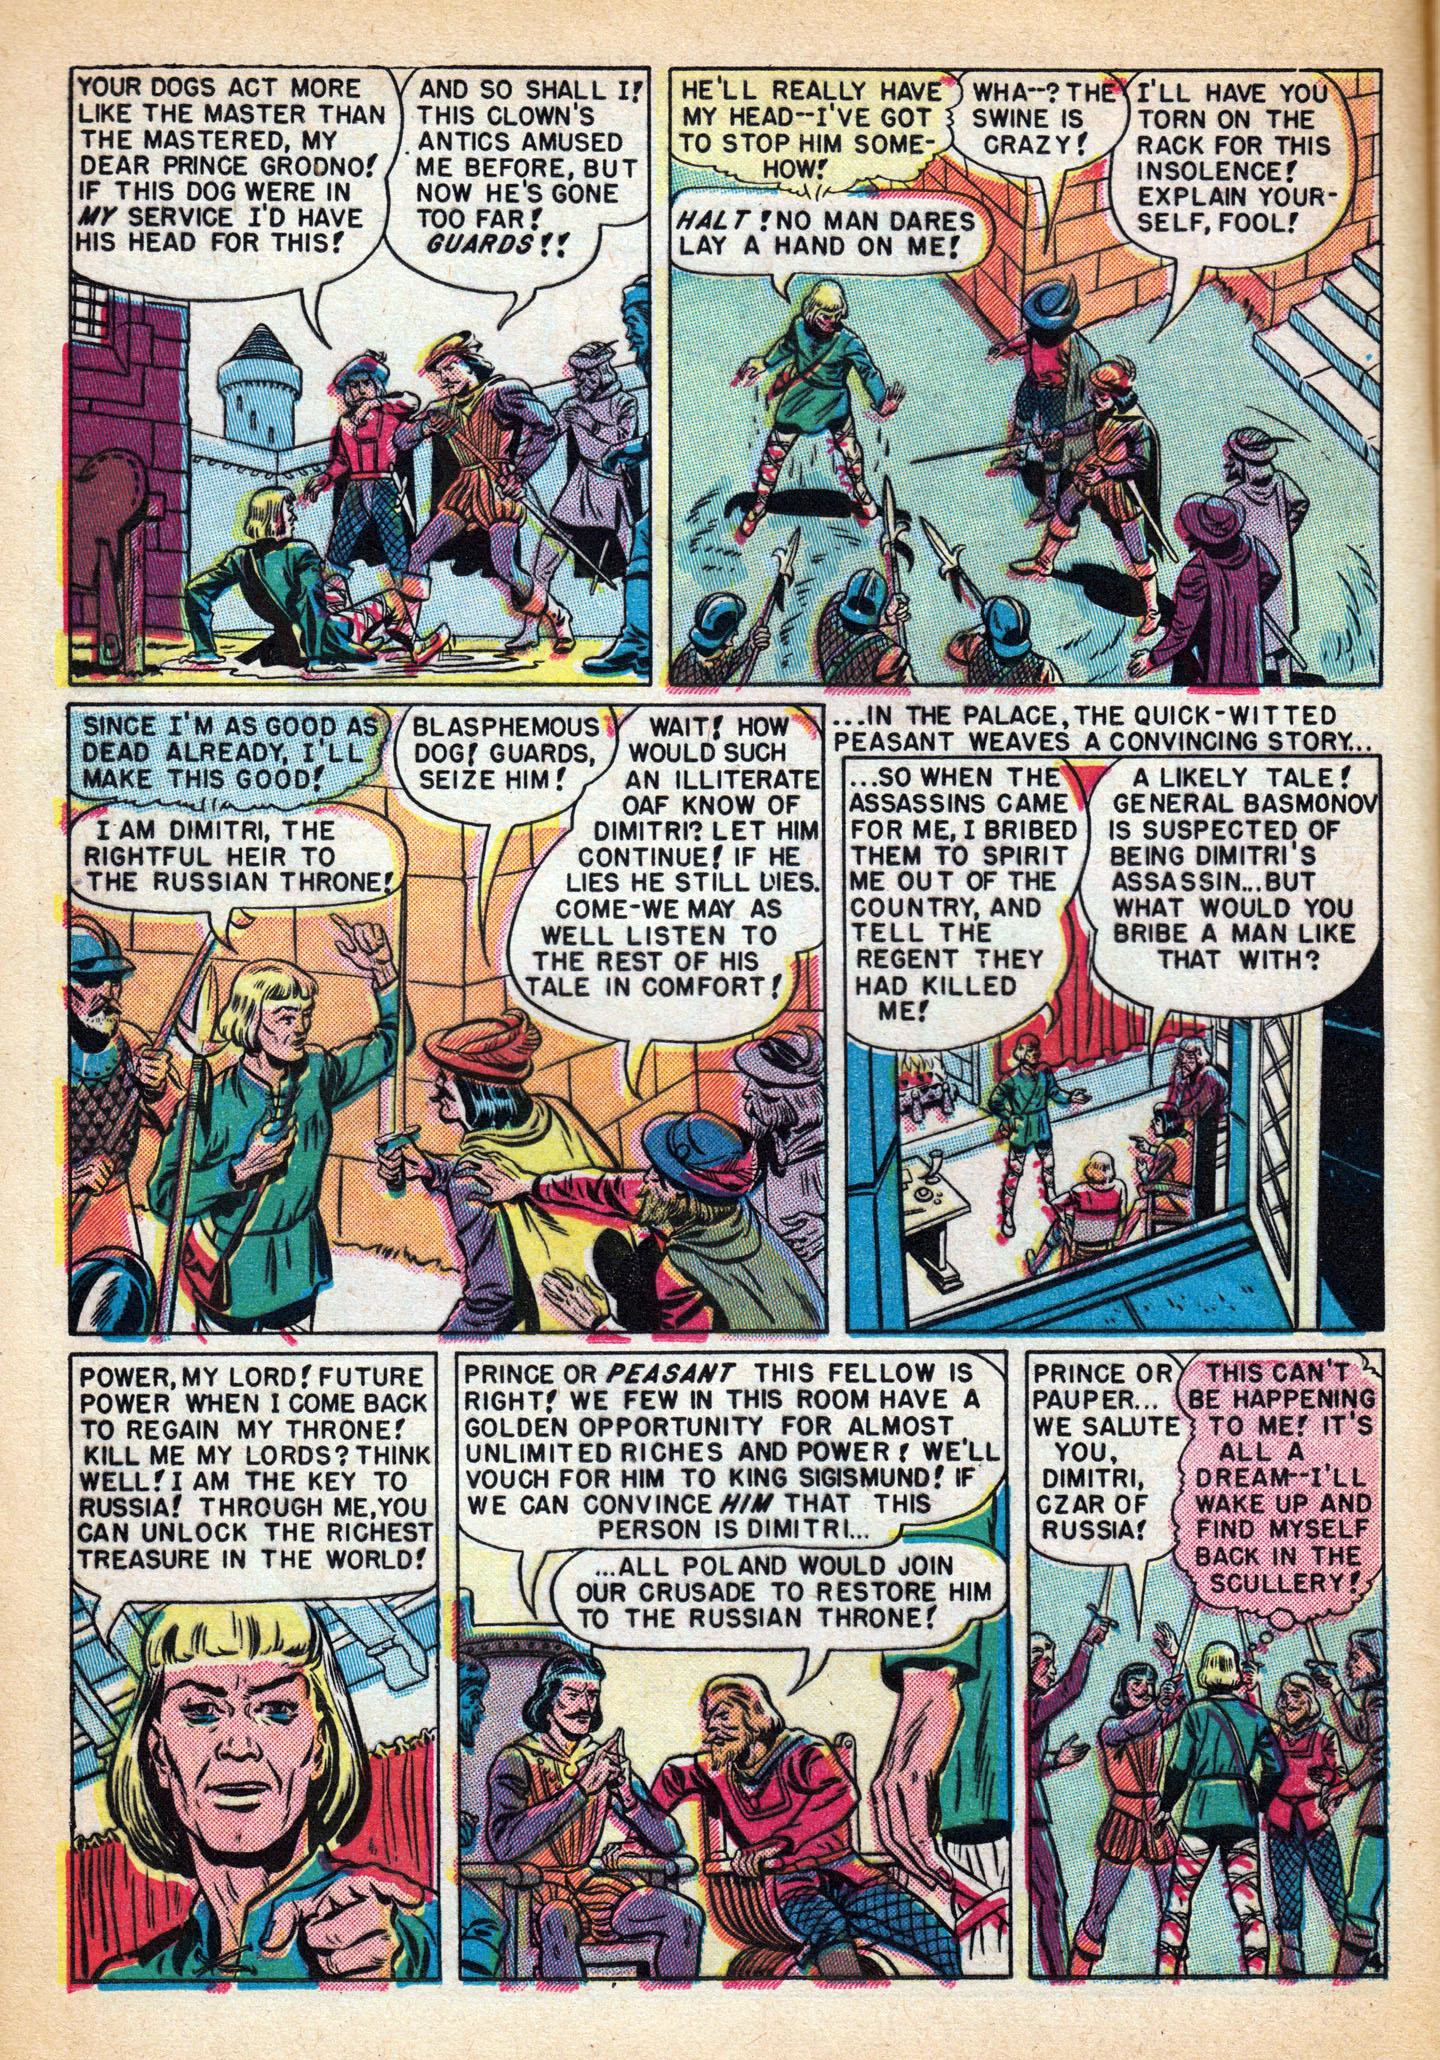 YOUR DOGS ACT MORE
LIKE THE MASTER THAN
THE MASTERED, MY
DEAR PRINCE GRODNO!
IF THIS DOG WERE IN
MY SERVICE I'D HAVE
HIS HEAD FOR THIS!
AND SO SHALL I!
THIS CLOWN'S
ANTICS AMUSED
ME BEFORE, BUT
NOW HE'S GONE
TOO FAR!
GUARDS!!
HE'LL REALLY HAVE
MY HEAD--I'VE GOT
TO STOP HIM SOME-
HOW!
HALT! NO MAN DARES
LAY A HAND ON ME!
WHA--? THE
SWINE IS
CRAZY!
I'LL HAVE YOU
TORN ON THE
RACK FOR THIS
INSOLENCE!
EXPLAIN YOUR-
SELF, FOOL!
SINCE I'M AS GOOD AS
DEAD ALREADY, I'LL
MAKE THIS GOOD!
I AM DIMITRI, THE
RIGHTFUL HEIR TO
THE RUSSIAN THRONE!
BLASPHEMOUS
DOG! GUARDS,
SEIZE HIM!
WAIT! HOW
WOULD SUCH
AN ILLITERATE
OAF KNOW OF
DIMITRI? LET HIM
CONTINUE! IF HE
LIES HE STILL DIES.
COME-WE MAY AS
WELL LISTEN TO
THE REST OF HIS
TALE IN COMFORT!
...IN THE PALACE, THE QUICK-WITTED
PEASANT WEAVES A CONVINCING STORY...
...SO WHEN THE
ASSASSINS CAME
FOR ME, I BRIBED
THEM TO SPIRIT
ME OUT OF THE
COUNTRY, AND
TELL THE
REGENT THEY
HAD KILLED
ME!
A LIKELY TALE!
GENERAL BASMONOV
IS SUSPECTED OF
BEING DIMITRI'S
ASSASSIN...BUT
WHAT WOULD YOU
BRIBE A MAN LIKE
THAT WITH?
POWER, MY LORD! FUTURE
POWER WHEN I COME BACK
TO REGAIN MY THRONE!
KILL ME MY LORDS? THINK
WELL! I AM THE KEY TO
RUSSIA! THROUGH ME, YOU
CAN UNLOCK THE RICHEST
TREASURE IN THE WORLD!
PRINCE OR PEASANT THIS FELLOW IS
RIGHT! WE FEW IN THIS ROOM HAVE A
GOLDEN OPPORTUNITY FOR ALMOST
UNLIMITED RICHES AND POWER! WE'LL
VOUCH FOR HIM TO KING SIGISMUND! IF
WE CAN CONVINCE HIM THAT THIS
PERSON IS DIMITRI...
...ALL POLAND WOULD JOIN
OUR CRUSADE TO RESTORE HIM
TO THE RUSSIAN THRONE!
PRINCE OR
PAUPER...
WE SALUTE
YOU,
DIMITRI,
CZAR OF
RUSSIA!
THIS CAN'T
BE HAPPENING
TO ME! IT'S
ALL A
DREAM--I'LL
WAKE UP AND
FIND MYSELF
BACK IN THE
SCULLERY!
4